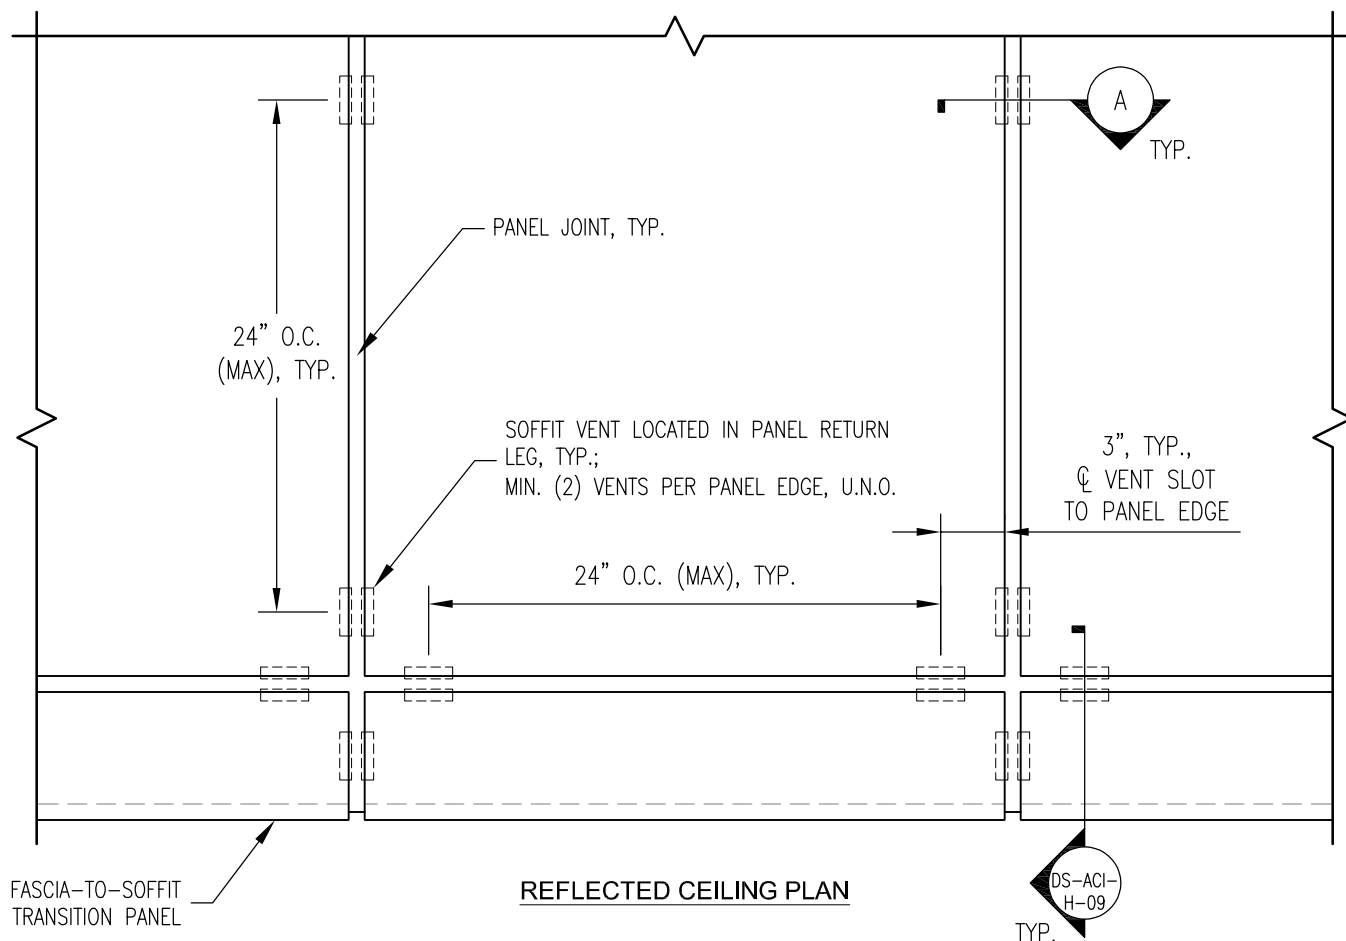 A
TYP.
PANEL JOINT, TYP.
24” O.C.
(MAX), TYP.
SOFFIT VENT LOCATED IN PANEL RETURN
LEG, TYP.;
MIN. (2) VENTS PER PANEL EDGE, U.N.O.
3”, TYP.,
℄ VENT SLOT
TO PANEL EDGE
24” O.C. (MAX), TYP.
FASCIA-TO-SOFFIT
TRANSITION PANEL
REFLECTED CEILING PLAN
DS-ACI-
H-09
TYP.